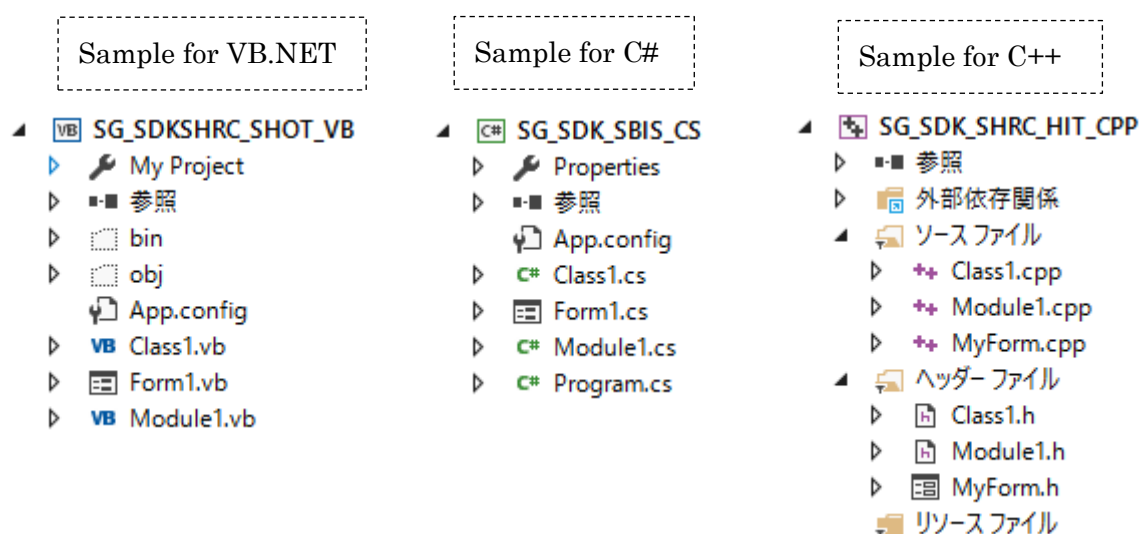 Sample for VB.NET
SG_SDKSHRC_SHOT_VB
My Project
参照
bin
obj
App.config
VB Class1.vb
Form1.vb
VB Module1.vb
Sample for C#
SG_SDK_SBIS_CS
Properties
参照
App.config
C# Class1.cs
Form1.cs
C# Module1.cs
C# Program.cs
Sample for C++
SG_SDK_SHRC_HIT_CPP
参照
外部依存関係
ソース ファイル
++ Class1.cpp
++ Module1.cpp
++ MyForm.cpp
ヘッダー ファイル
Class1.h
Module1.h
MyForm.h
リソース ファイル